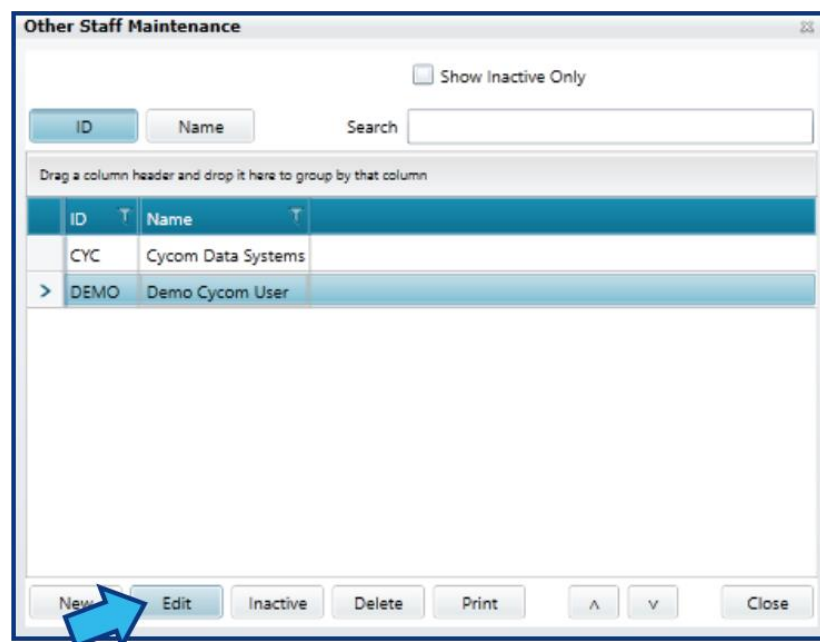 Other Staff Maintenance
Show Inactive Only
ID Name Search
Drag a column header and drop it here to group by that column
ID Name
CYC Cycom Data Systems
> DEMO Demo Cycom User
New Edit Inactive Delete Print ʌ v Close